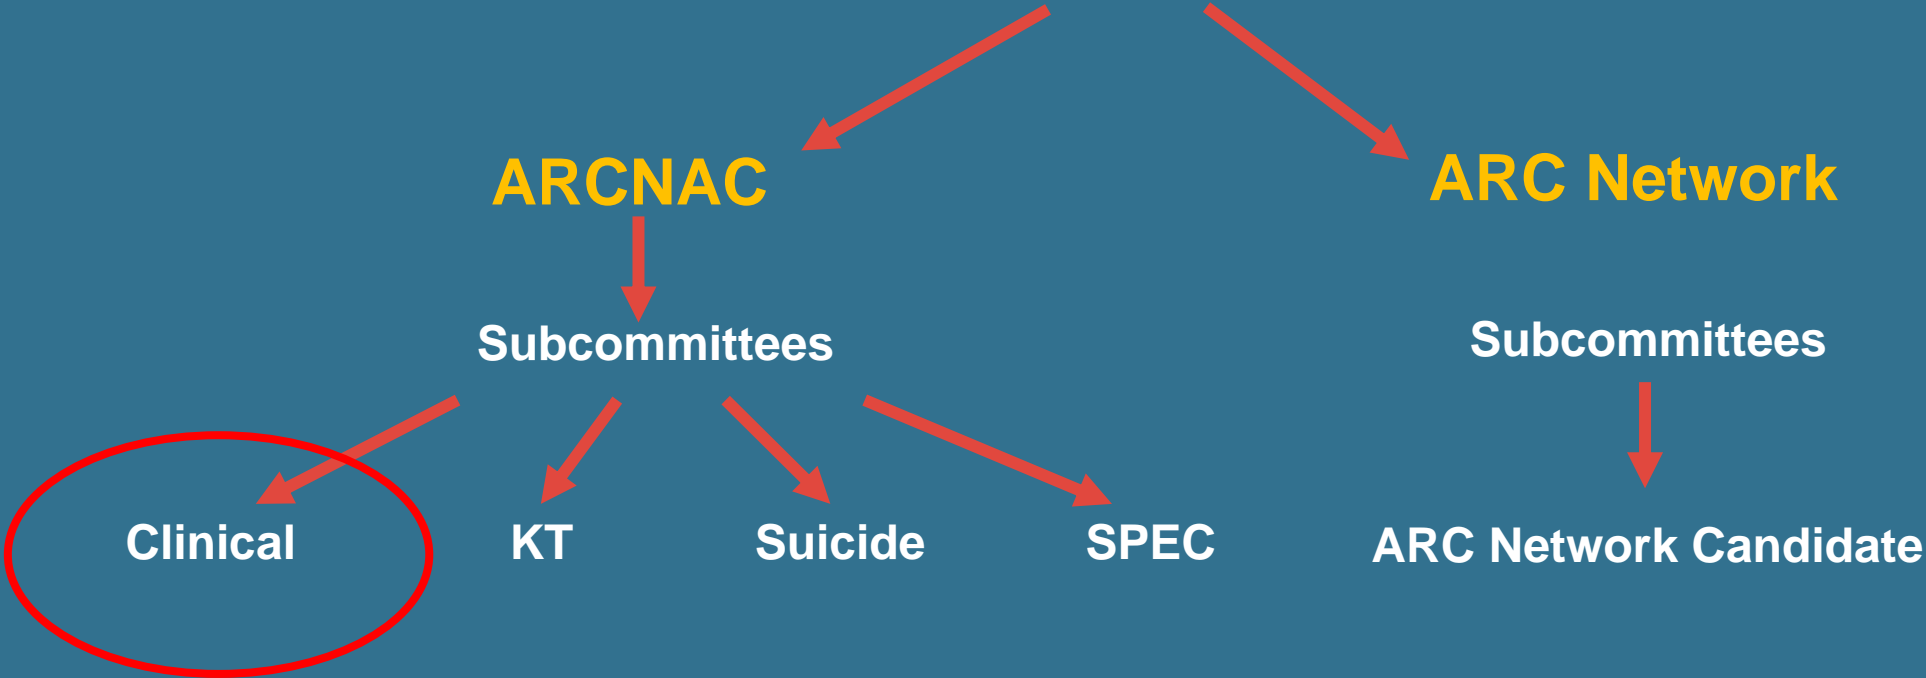 ARCNAC
ARC Network
Subcommittees
Subcommittees
Clinical
KT
Suicide
SPEC
ARC Network Candidate